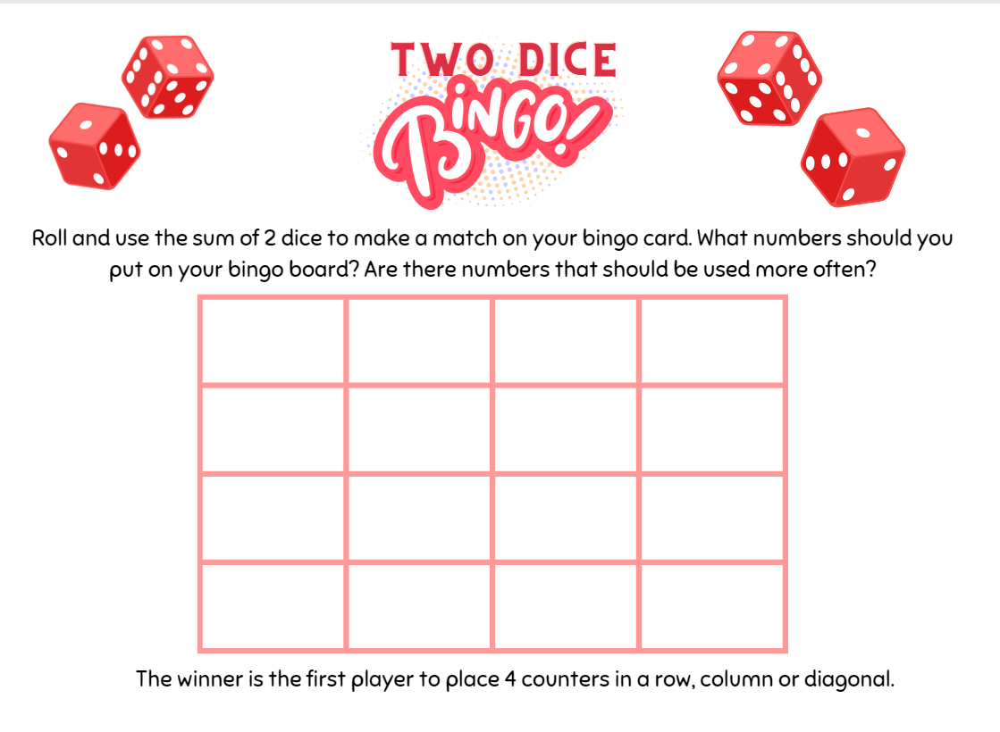 TWO DICE
BiNGO!
Roll and use the sum of 2 dice to make a match on your bingo card. What numbers should you
put on your bingo board? Are there numbers that should be used more often?
The winner is the first player to place 4 counters in a row, column or diagonal.